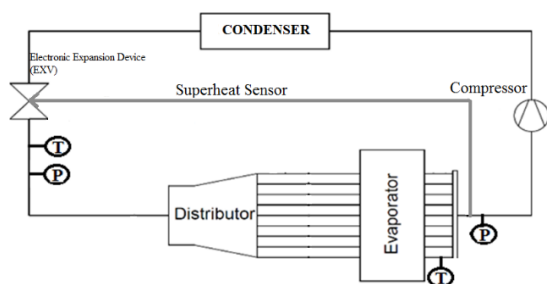 CONDENSER
Electronic Expansion Device
(EXV)
Superheat Sensor
Compressor
T
P
Distributor
Evaporator
P
T